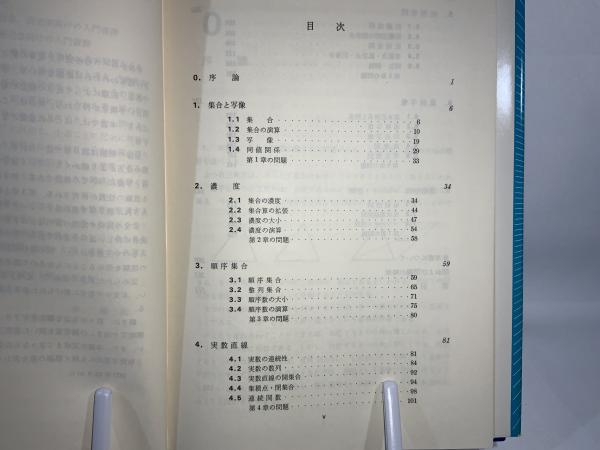 目次
0. 序論 1
1. 集合と写像 6
1.1 集合 6
1.2 集合の演算 10
1.3 写像 19
1.4 同値関係 29
第1章の問題 33
2. 濃度 34
2.1 集合の濃度 34
2.2 集合算の拡張 44
2.3 濃度の大小 47
2.4 濃度の演算 54
第2章の問題 58
3. 順序集合 59
3.1 順序集合 59
3.2 整列集合 65
3.3 順序数の大小 71
3.4 順序数の演算 75
第3章の問題 80
4. 実数直線 81
4.1 実数の連続性 81
4.2 実数の数列 84
4.3 実数直線の開集合 92
4.4 集積点・閉集合 94
4.5 連続関数 98
第4章の問題 101
v